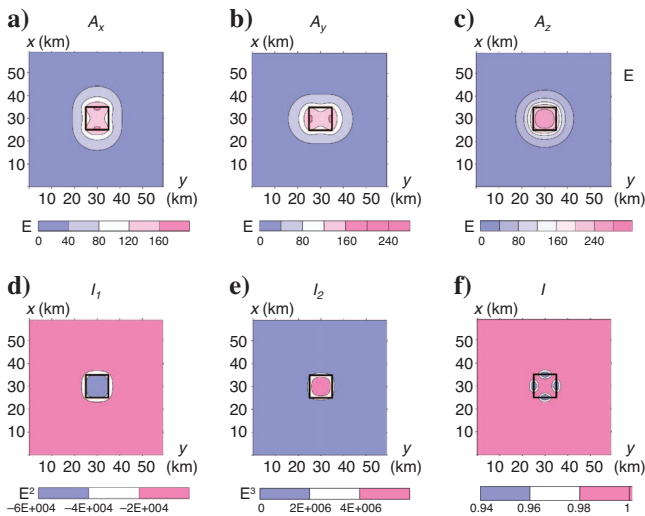 a) Ax b) Ay c) Az
x (km) x (km) x (km)
50 50 50 E
40 40 40
30 30 30
20 20 20
10 10 10
y y y
10 20 30 40 50 (km) 10 20 30 40 50 (km) 10 20 30 40 50 (km)
E E E
0 40 80 120 160 0 80 160 240 0 80 160 240
d) I1 e) I2 f) I
x (km) x (km) x (km)
50 50 50
40 40 40
30 30 30
20 20 20
10 10 10
y y y
10 20 30 40 50 (km) 10 20 30 40 50 (km) 10 20 30 40 50 (km)
E² E³
-6E+004 -4E+004 -2E+004 0 2E+006 4E+006 0.94 0.96 0.98 1